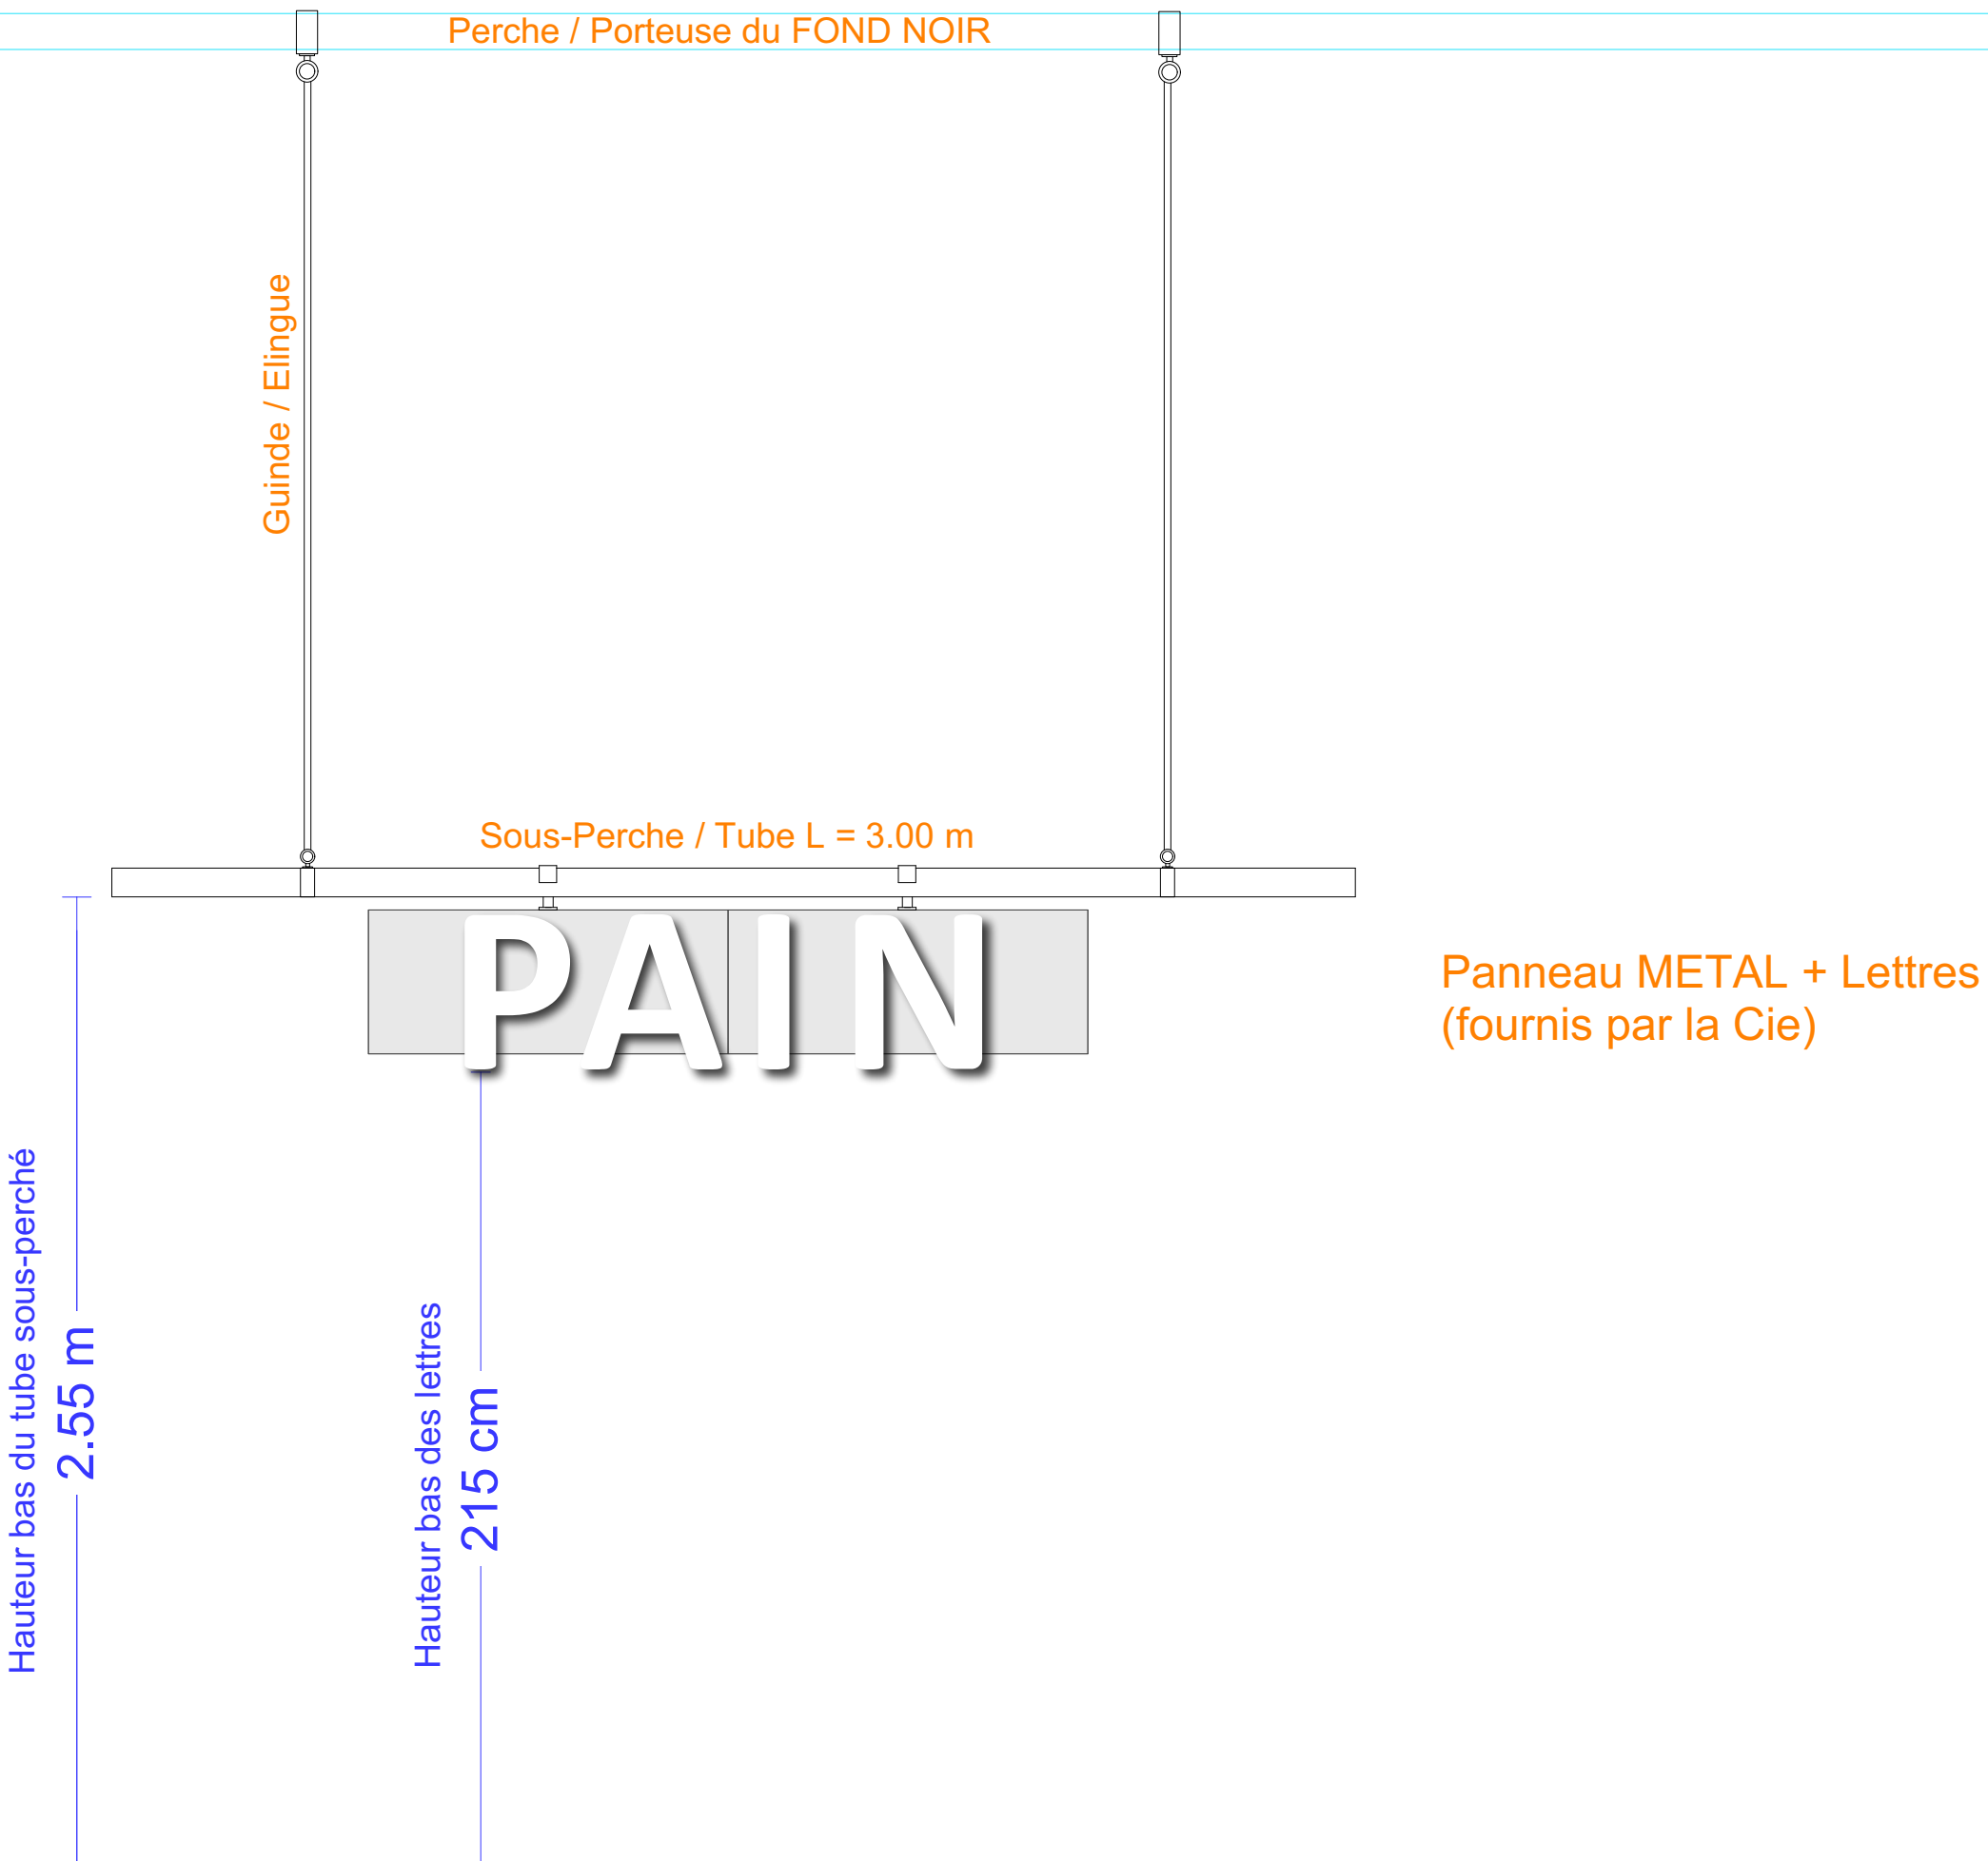 Perche / Porteuse du FOND NOIR
Guinde / Elingue
Sous-Perche / Tube L = 3.00 m
PAIN
Panneau METAL + Lettres
(fournis par la Cie)
Hauteur bas du tube sous-perché
2.55 m
Hauteur bas des lettres
215 cm